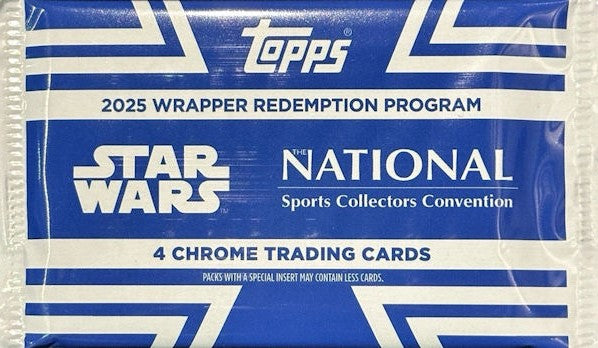 Topps®
2025 WRAPPER REDEMPTION PROGRAM
STAR
WARS™
THE
NATIONAL
Sports Collectors Convention
4 CHROME TRADING CARDS
PACKS WITH A SPECIAL INSERT MAY CONTAIN LESS CARDS.